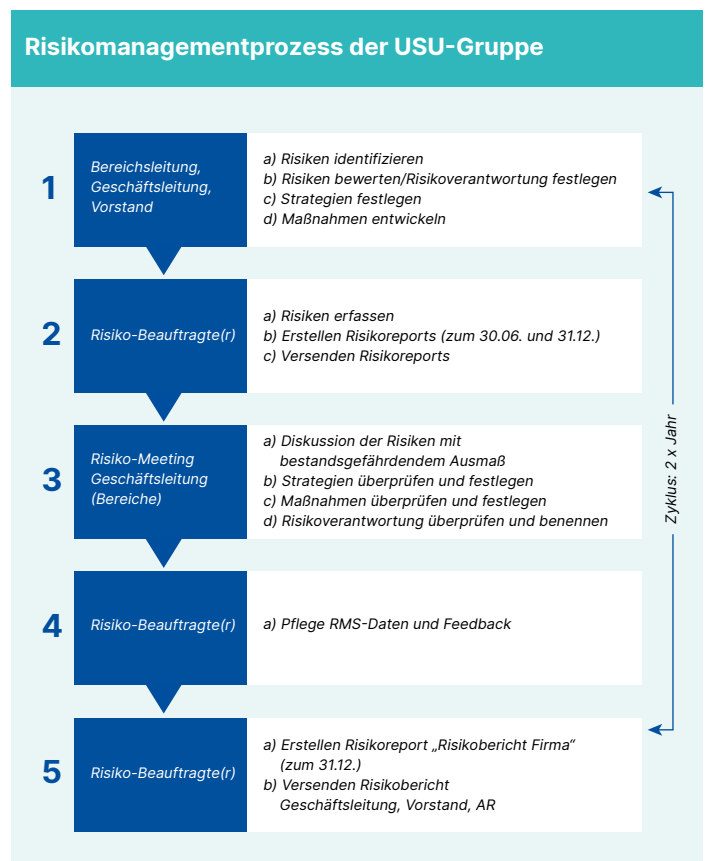 Risikomanagementprozess der USU-Gruppe
1
Bereichsleitung,
Geschäftsleitung,
Vorstand
a) Risiken identifizieren
b) Risiken bewerten/Risikoverantwortung festlegen
c) Strategien festlegen
d) Maßnahmen entwickeln
2
Risiko-Beauftragte(r)
a) Risiken erfassen
b) Erstellen Risikoreports (zum 30.06. und 31.12.)
c) Versenden Risikoreports
3
Risiko-Meeting
Geschäftsleitung
(Bereiche)
a) Diskussion der Risiken mit
bestandsgefährdendem Ausmaß
b) Strategien überprüfen und festlegen
c) Maßnahmen überprüfen und festlegen
d) Risikoverantwortung überprüfen und benennen
4
Risiko-Beauftragte(r)
a) Pflege RMS-Daten und Feedback
5
Risiko-Beauftragte(r)
a) Erstellen Risikoreport „Risikobericht Firma“
(zum 31.12.)
b) Versenden Risikobericht
Geschäftsleitung, Vorstand, AR
Zyklus: 2 x Jahr